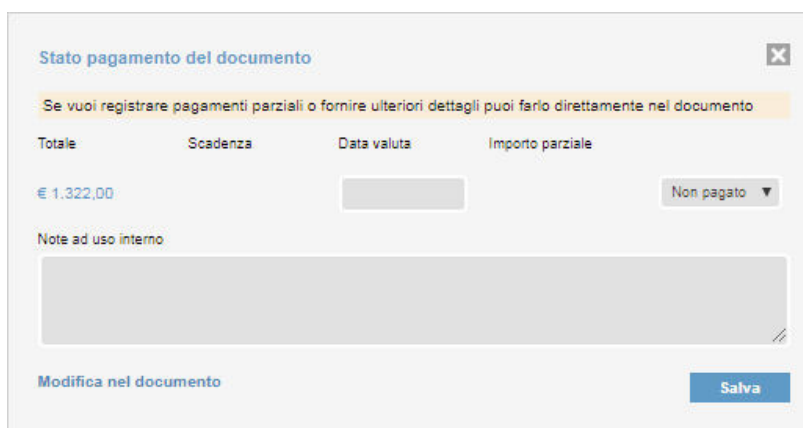 Stato pagamento del documento
Se vuoi registrare pagamenti parziali o fornire ulteriori dettagli puoi farlo direttamente nel documento
Totale Scadenza Data valuta Importo parziale
€ 1.322,00 Non pagato
Note ad uso interno
Modifica nel documento Salva